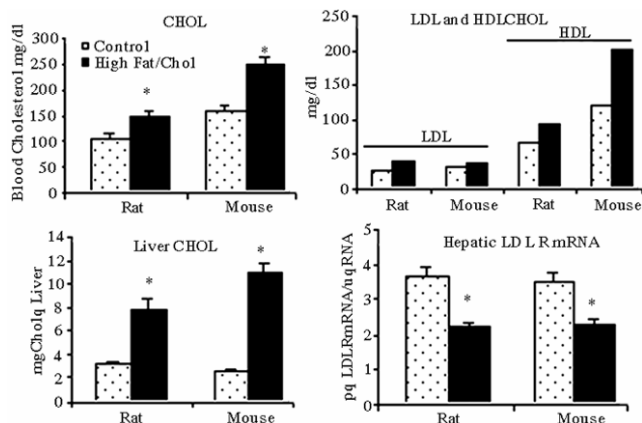 CHOL
Blood Cholesterol mg/dl
300
250
200
150
100
50
0
Control
High Fat/Chol
*
*
Rat Mouse
LDL and HDLCHOL
mg/dl
250
200
150
100
50
0
LDL
HDL
Rat Mouse Rat Mouse
Liver CHOL
mgCholq Liver
14
12
10
8
6
4
2
0
*
*
Rat Mouse
Hepatic LD L R mRNA
pq LDLRmRNA/uqRNA
5
4
3
2
1
0
*
*
Rat Mouse